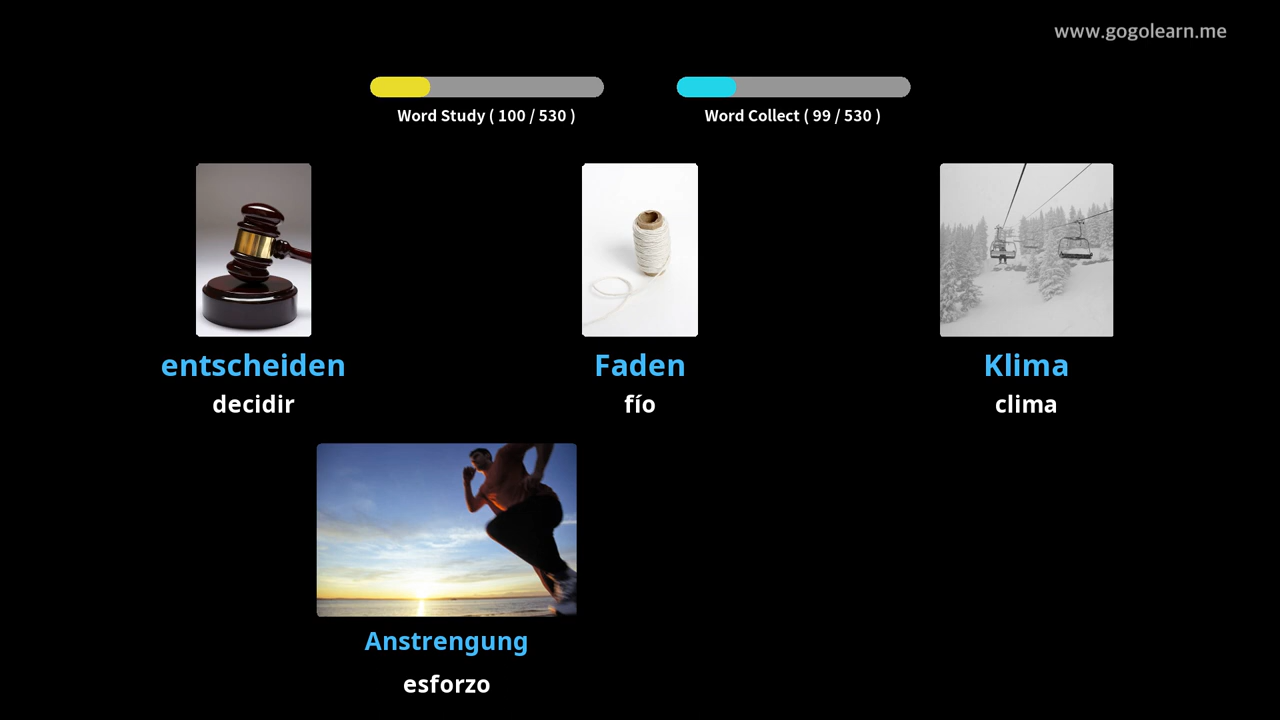 www.gogolearn.me
Word Study ( 100 / 530 )
Word Collect ( 99 / 530 )
entscheiden
Faden
Klima
decidir
fío
clima
Anstrengung
esforzo